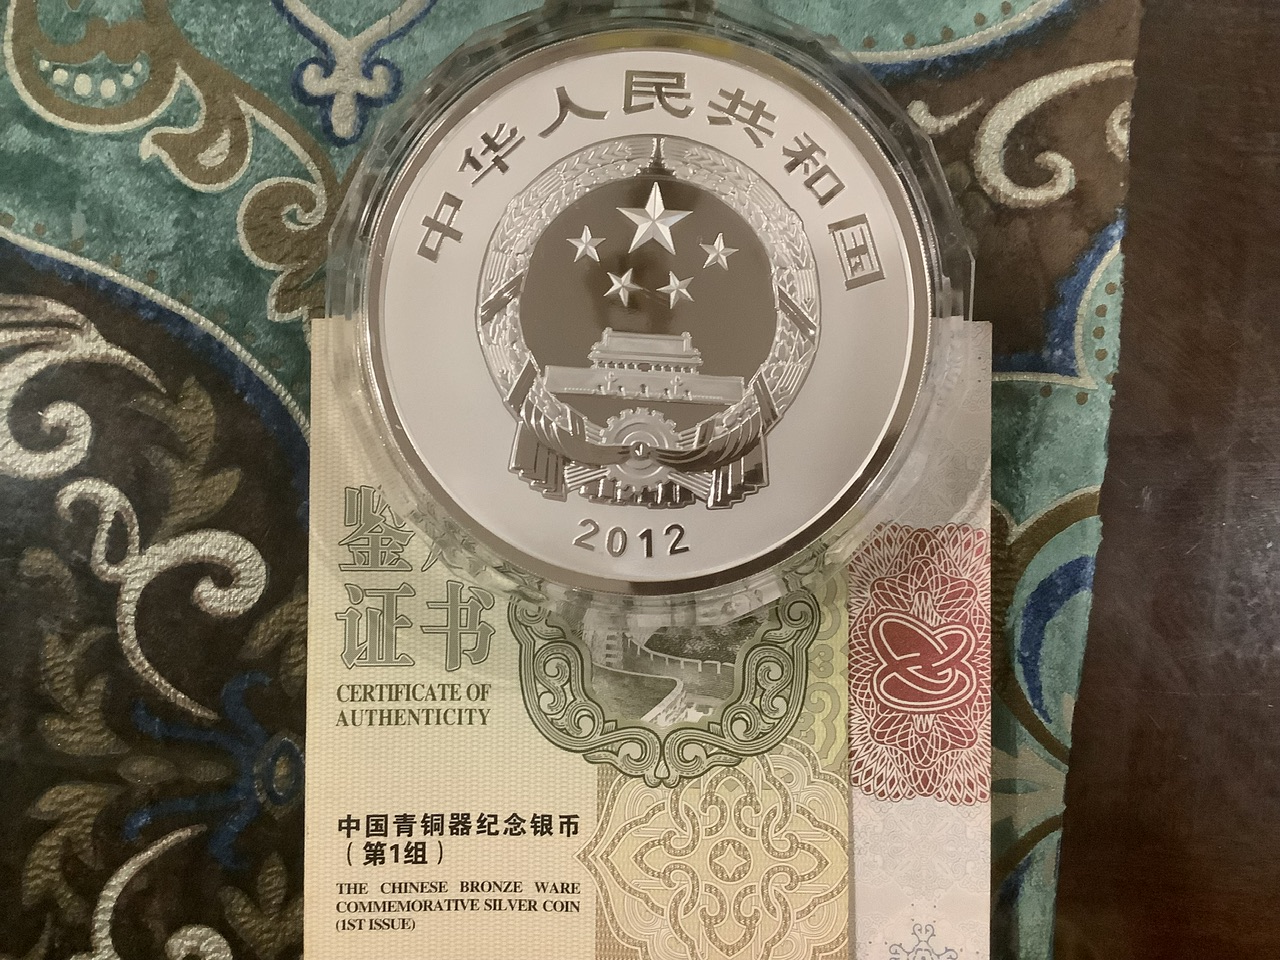 中华人民共和国
2012
鉴
证书
CERTIFICATE OF
AUTHENTICITY
中国青铜器纪念银币
（第1组）
THE CHINESE BRONZE WARE
COMMEMORATIVE SILVER COIN
(1ST ISSUE)